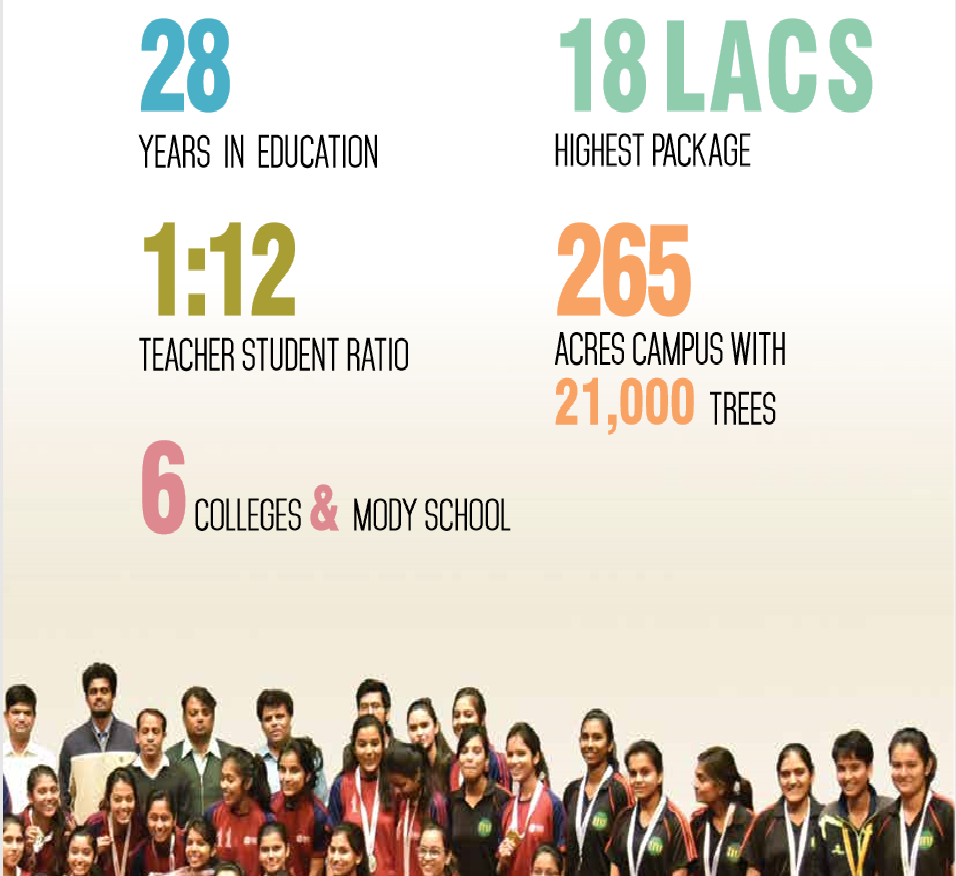 28
YEARS IN EDUCATION
18 LACS
HIGHEST PACKAGE
1:12
TEACHER STUDENT RATIO
265
ACRES CAMPUS WITH
21,000 TREES
6 COLLEGES & MODY SCHOOL